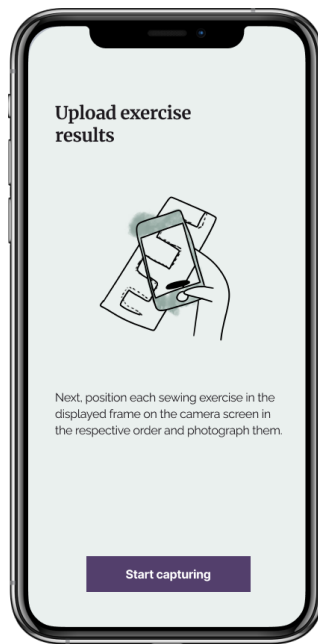 Upload exercise
results
Next, position each sewing exercise in the
displayed frame on the camera screen in
the respective order and photograph them.
Start capturing